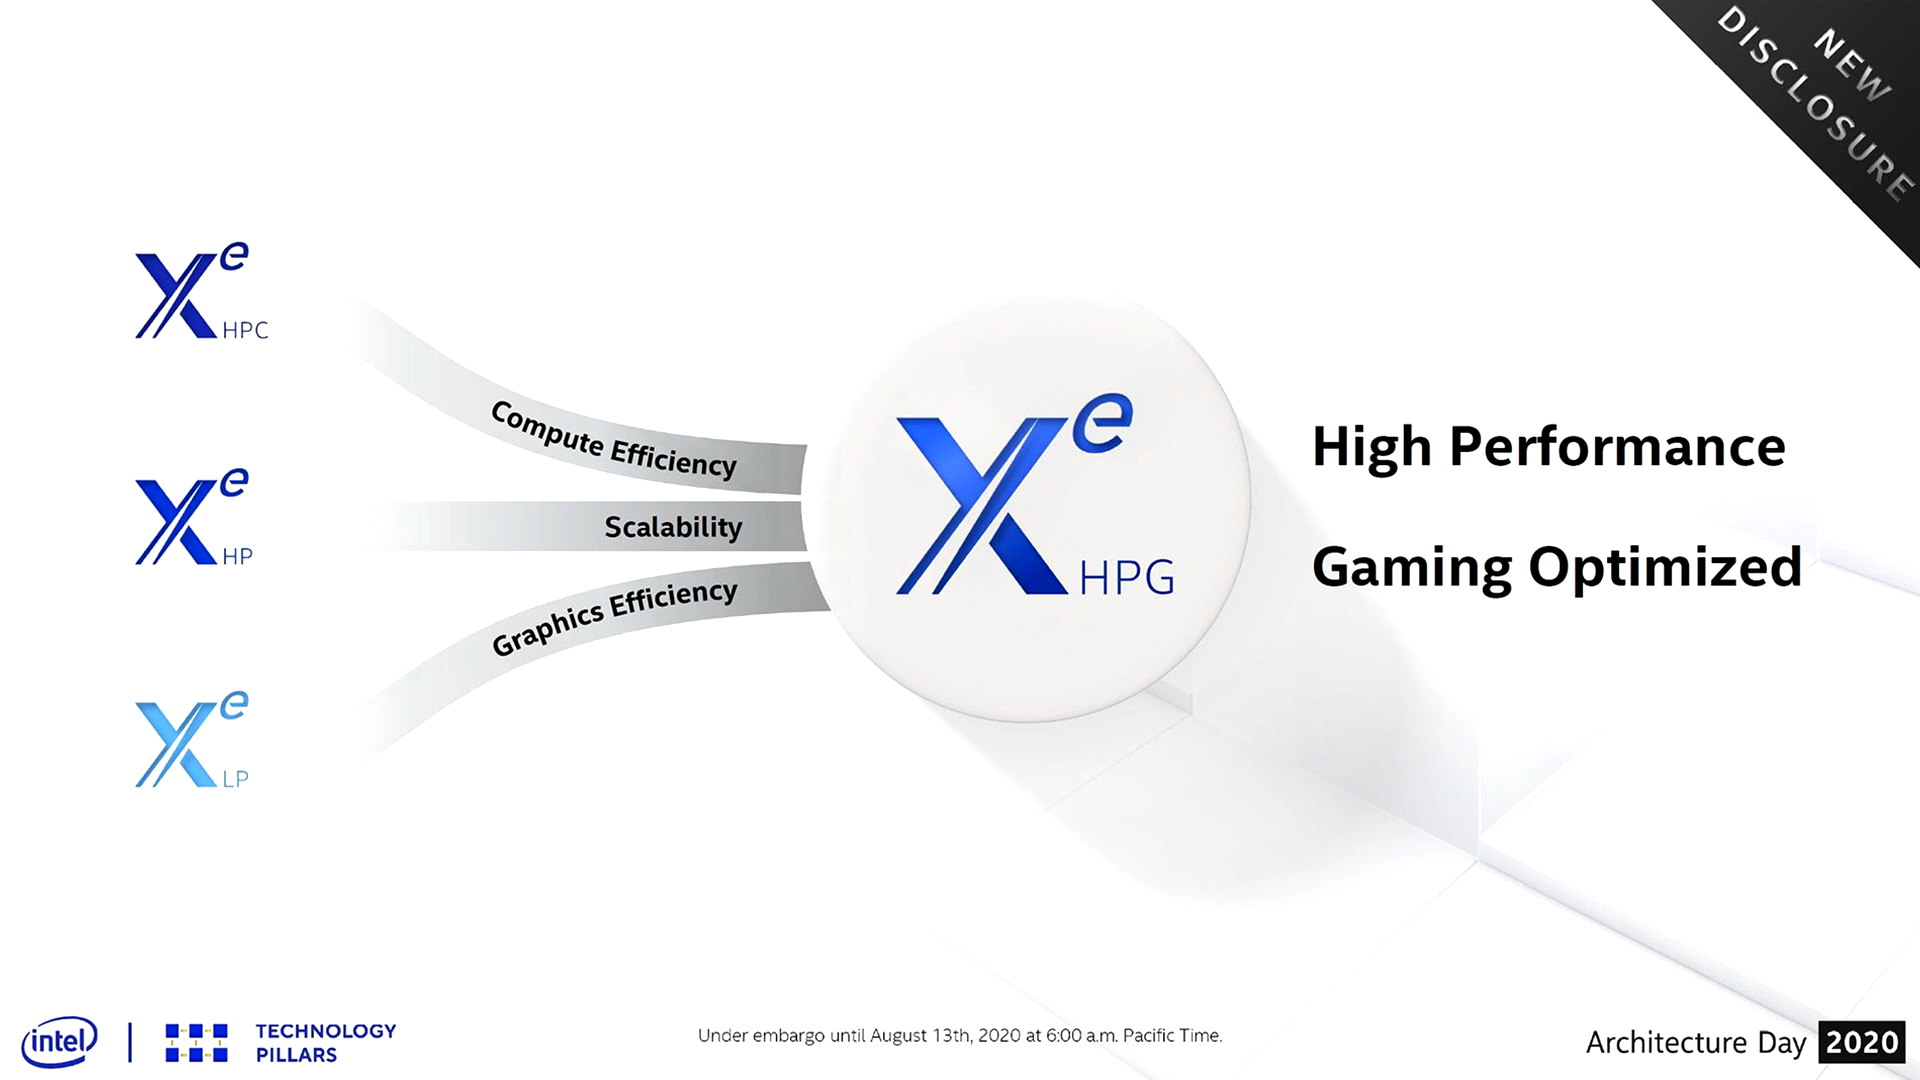 NEW
DISCLOSURE
Xe HPC
Compute Efficiency
Xe HP
Scalability
Xe LP
Graphics Efficiency
Xe HPG
High Performance
Gaming Optimized
intel
TECHNOLOGY
PILLARS
Under embargo until August 13th, 2020 at 6:00 a.m. Pacific Time.
Architecture Day 2020